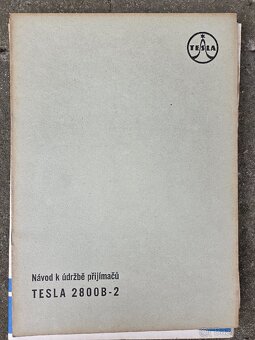 TESLA
Návod k údržbě přijímačů
TESLA 2800B-2